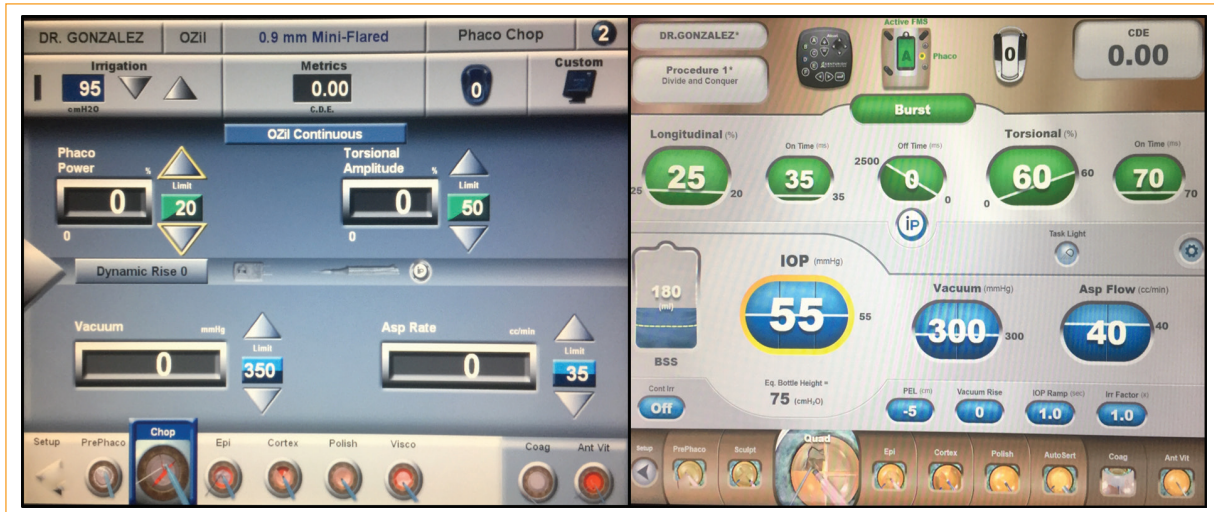 DR. GONZALEZ
OZil
0.9 mm Mini-Flared
Phaco Chop
2
Irrigation
95
cmH2O
Metrics
0.00
C.D.E.
0
Custom
OZil Continuous
Phaco
Power
%
0
Limit
20
0
Torsional
Amplitude
%
0
Limit
50
0
Dynamic Rise 0
iP
Vacuum
mmHg
0
Limit
350
Asp Rate
cc/min
0
Limit
35
Setup
PrePhaco
Chop
Epi
Cortex
Polish
Visco
Coag
Ant Vit
DR.GONZALEZ*
Procedure 1*
Divide and Conquer
Active FMS
A
Phaco
0
CDE
0.00
Burst
Longitudinal (%)
25
25
20
On Time (ms)
35
35
Off Time (ms)
2500
0
0
Torsional (%)
60
0
60
On Time (ms)
70
70
iP
Task Light
180
(ml)
BSS
IOP (mmHg)
55
55
Vacuum (mmHg)
300
300
Asp Flow (cc/min)
40
40
Eq. Bottle Height =
75 (cmH₂O)
Cont Irr
Off
PEL (cm)
-5
Vacuum Rise
0
IOP Ramp (sec)
1.0
Irr Factor (x)
1.0
Setup
PrePhaco
Sculpt
Quad
Epi
Cortex
Polish
AutoSert
Coag
Ant Vit